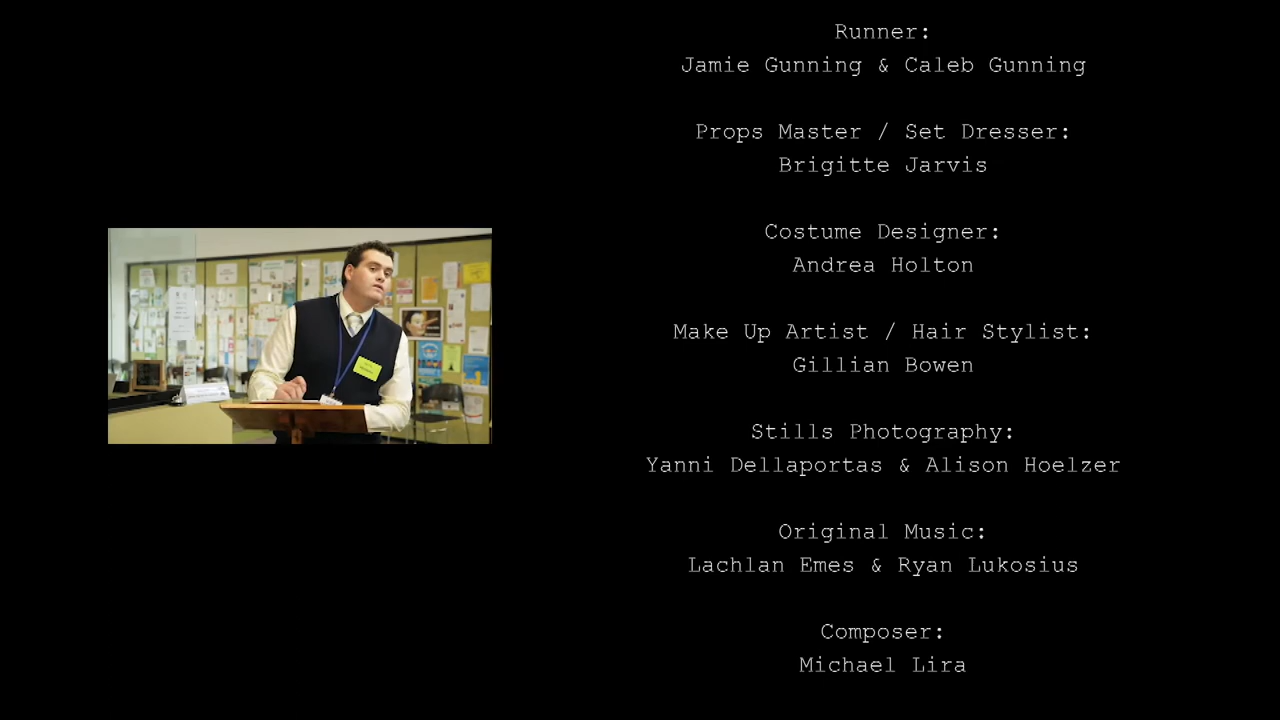 Runner:
Jamie Gunning & Caleb Gunning
Props Master / Set Dresser:
Brigitte Jarvis
Costume Designer:
Andrea Holton
Make Up Artist / Hair Stylist:
Gillian Bowen
Stills Photography:
Yanni Dellaportas & Alison Hoelzer
Original Music:
Lachlan Emes & Ryan Lukosius
Composer:
Michael Lira